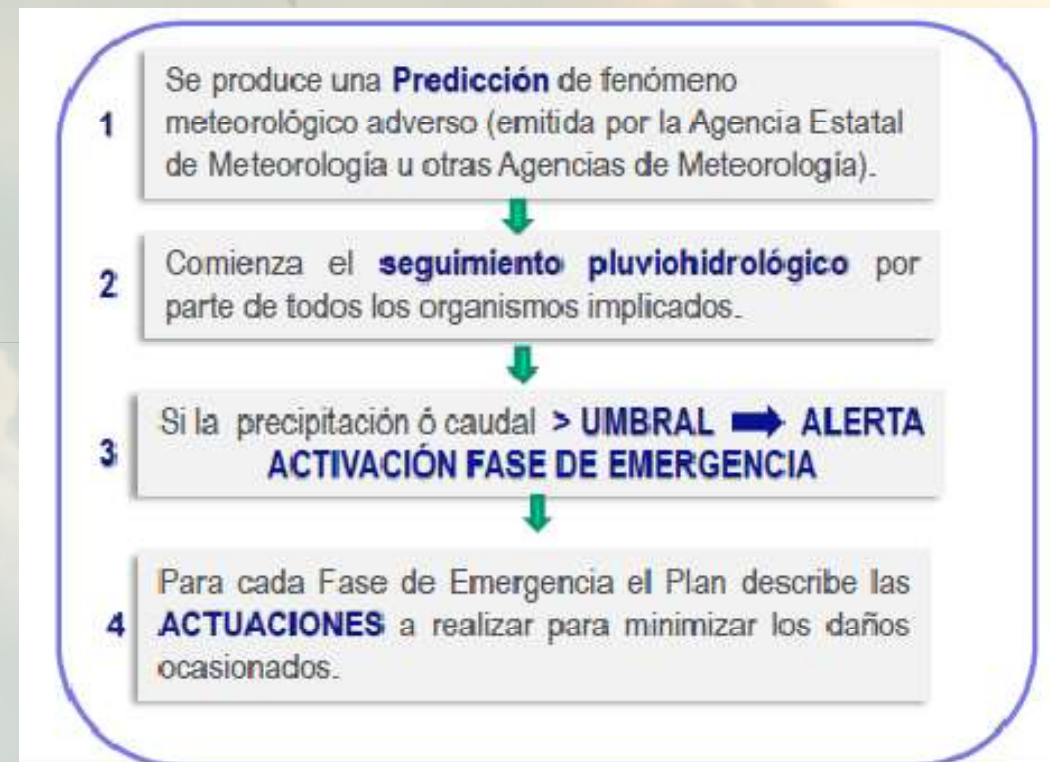 1
Se produce una Predicción de fenómeno
meteorológico adverso (emitida por la Agencia Estatal
de Meteorología u otras Agencias de Meteorología).
2
Comienza el seguimiento pluviohidrológico por
parte de todos los organismos implicados.
3
Si la precipitación ó caudal > UMBRAL ➡ ALERTA
ACTIVACIÓN FASE DE EMERGENCIA
4
Para cada Fase de Emergencia el Plan describe las
ACTUACIONES a realizar para minimizar los daños
ocasionados.